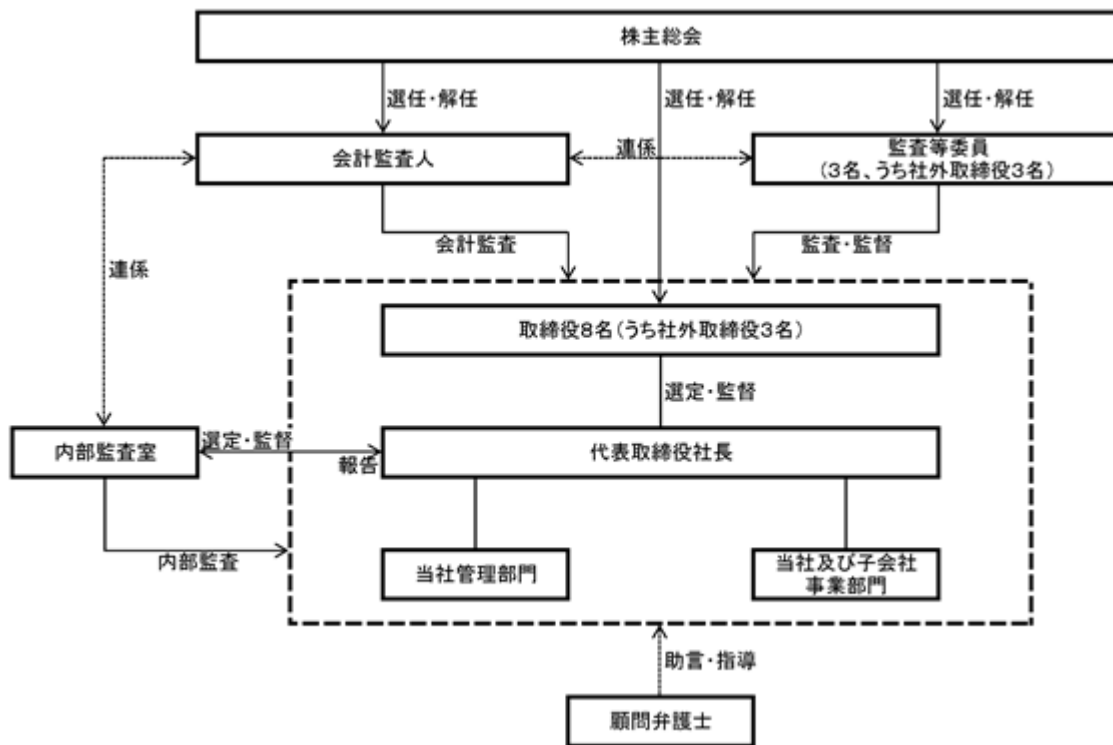 株主総会
選任・解任
選任・解任
選任・解任
会計監査人
連係
監査等委員
(3名、うち社外取締役3名)
会計監査
監査・監督
連係
取締役8名(うち社外取締役3名)
選定・監督
内部監査室
選定・監督
報告
代表取締役社長
内部監査
当社管理部門
当社及び子会社
事業部門
助言・指導
顧問弁護士